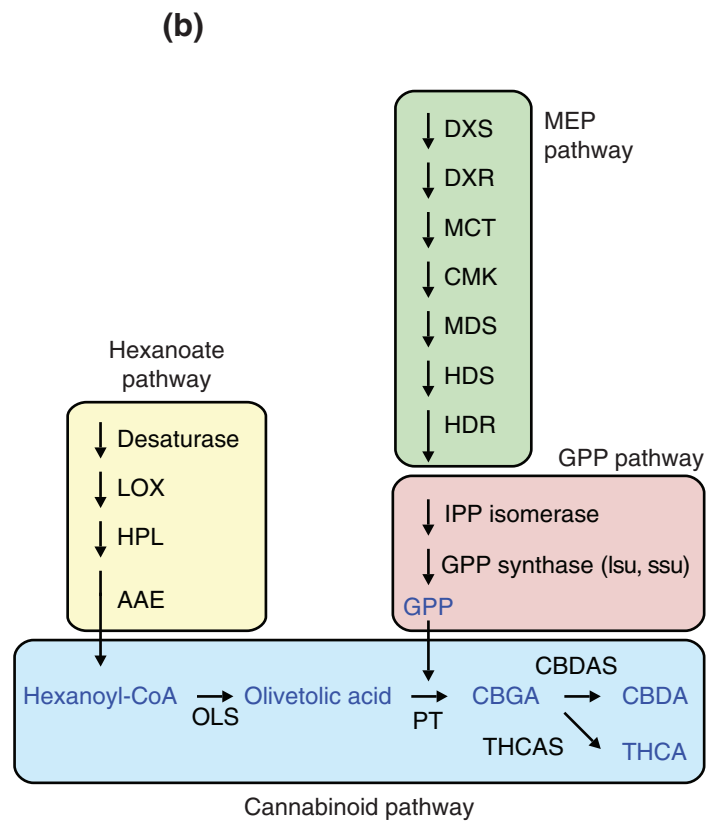 (b)
MEP
pathway
DXS
DXR
MCT
CMK
MDS
HDS
HDR
Hexanoate
pathway
Desaturase
LOX
HPL
AAE
GPP pathway
IPP isomerase
GPP synthase (lsu, ssu)
GPP
Hexanoyl-CoA
OLS
Olivetolic acid
PT
CBGA
CBDAS
CBDA
THCAS
THCA
Cannabinoid pathway